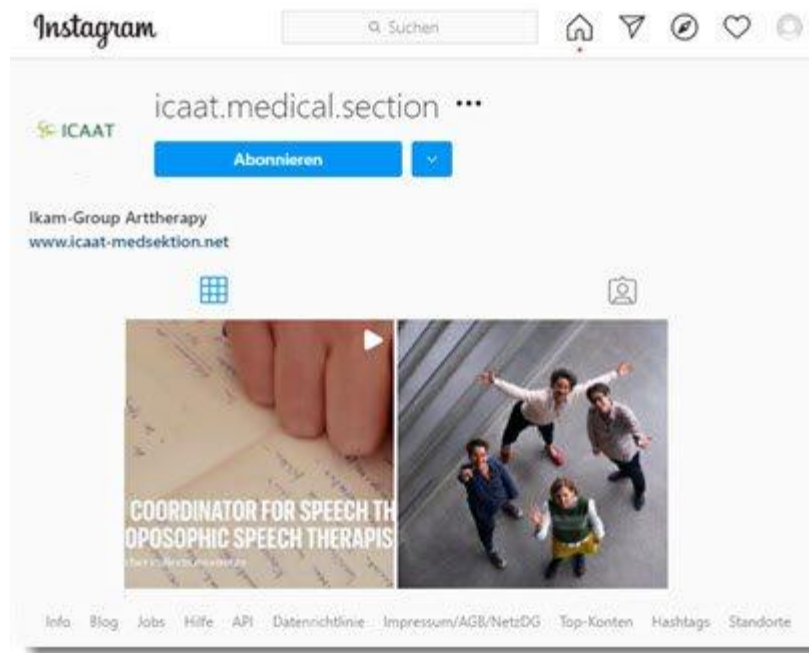 Instagram
Suchen
icaat.medical.section
ICAAT
Abonnieren
Ikam-Group Arttherapy
www.icaat-medsektion.net
COORDINATOR FOR SPEECH TH
OPOSOPHIC SPEECH THERAPIS
Info Blog Jobs Hilfe API Datenrichtlinie Impressum/AGB/NetzDG Top-Konten Hashtags Standorte